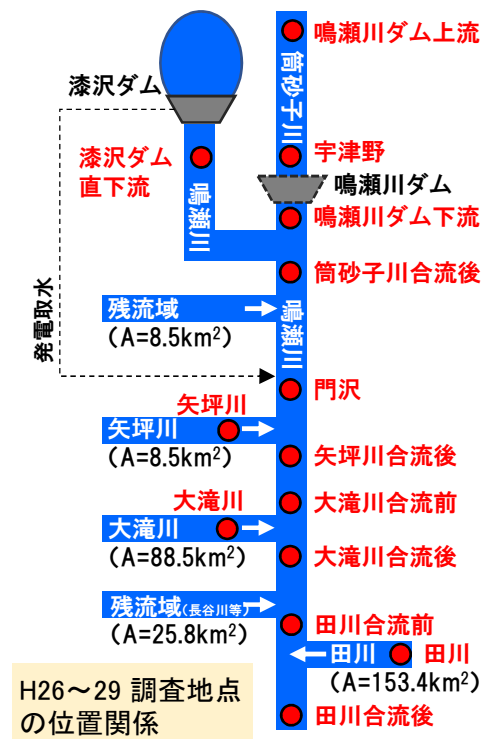 鳴瀬川ダム上流
筒砂子川
漆沢ダム
漆沢ダム
直下流
宇津野
鳴瀬川ダム
鳴瀬川
鳴瀬川ダム下流
筒砂子川合流後
発電取水
残流域
(A=8.5km²)
鳴瀬川
門沢
矢坪川
矢坪川
(A=8.5km²)
矢坪川合流後
大滝川
大滝川合流前
大滝川
(A=88.5km²)
大滝川合流後
残流域(長谷川等)
(A=25.8km²)
田川合流前
田川
田川
(A=153.4km²)
H26～29 調査地点
の位置関係
田川合流後